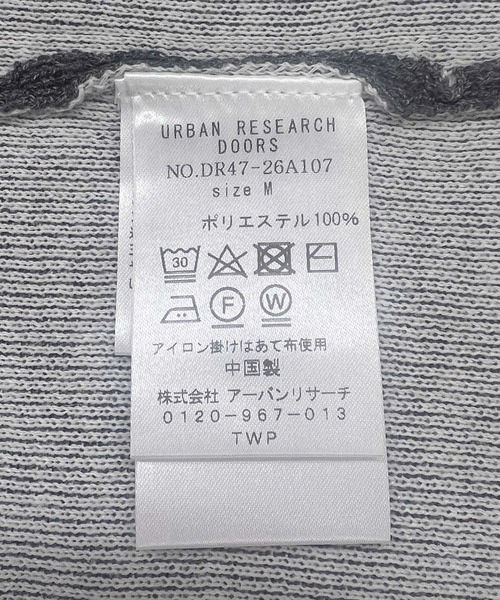 URBAN RESEARCH
DOORS
NO.DR47-26A107
size M
ポリエステル100%
30
F W
アイロン掛けはあて布使用
中国製
株式会社 アーバンリサーチ
0120-967-013
TWP